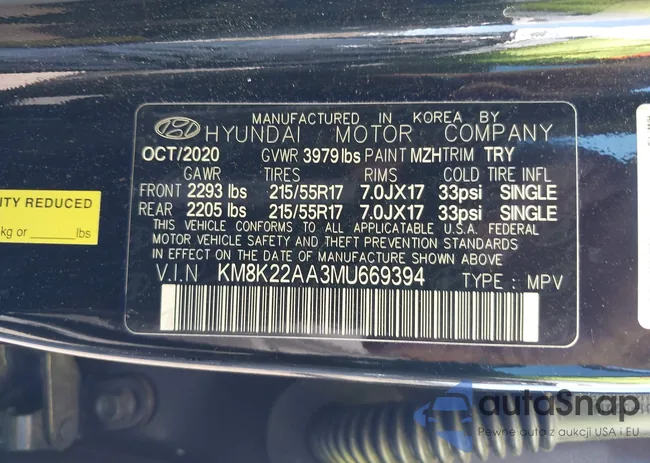 MANUFACTURED IN KOREA BY
HYUNDAI MOTOR COMPANY
OCT/2020 GVWR 3979 lbs PAINT MZH TRIM TRY
GAWR TIRES RIMS COLD TIRE INFL
FRONT 2293 lbs 215/55R17 7.0JX17 33psi SINGLE
REAR 2205 lbs 215/55R17 7.0JX17 33psi SINGLE
THIS VEHICLE CONFORMS TO ALL APPLICATABLE U.S.A. FEDERAL
MOTOR VEHICLE SAFETY AND THEFT PREVENTION STANDARDS
IN EFFECT ON THE DATE OF MANUFACTURE SHOWN ABOVE
V.I.N KM8K22AA3MU669394 TYPE : MPV
ITY REDUCED
kg or ______ lbs
autoSnap
Pewne auta z aukcji USA i EU